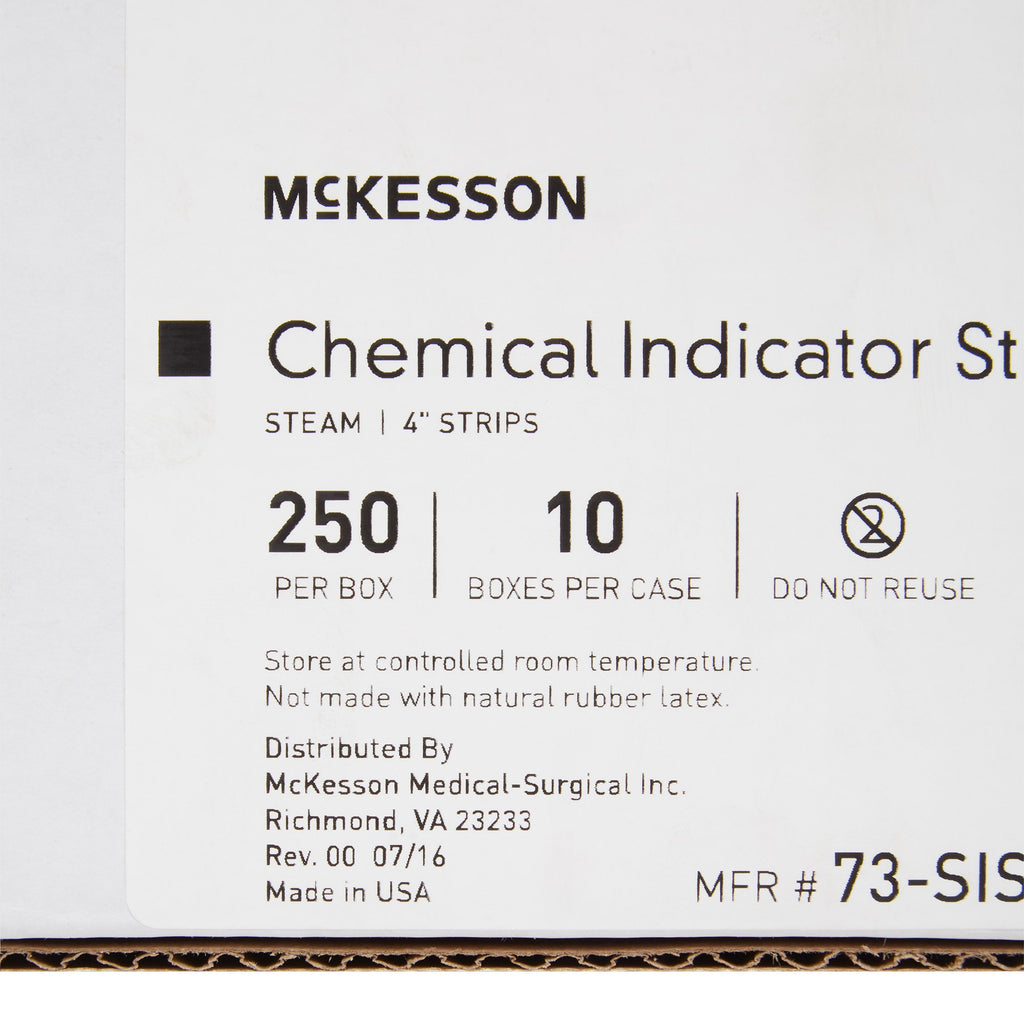 McKESSON
Chemical Indicator St
STEAM | 4" STRIPS
250 | 10 | 2
PER BOX | BOXES PER CASE | DO NOT REUSE
Store at controlled room temperature.
Not made with natural rubber latex.
Distributed By
McKesson Medical-Surgical Inc.
Richmond, VA 23233
Rev. 00 07/16
Made in USA
MFR # 73-SIS